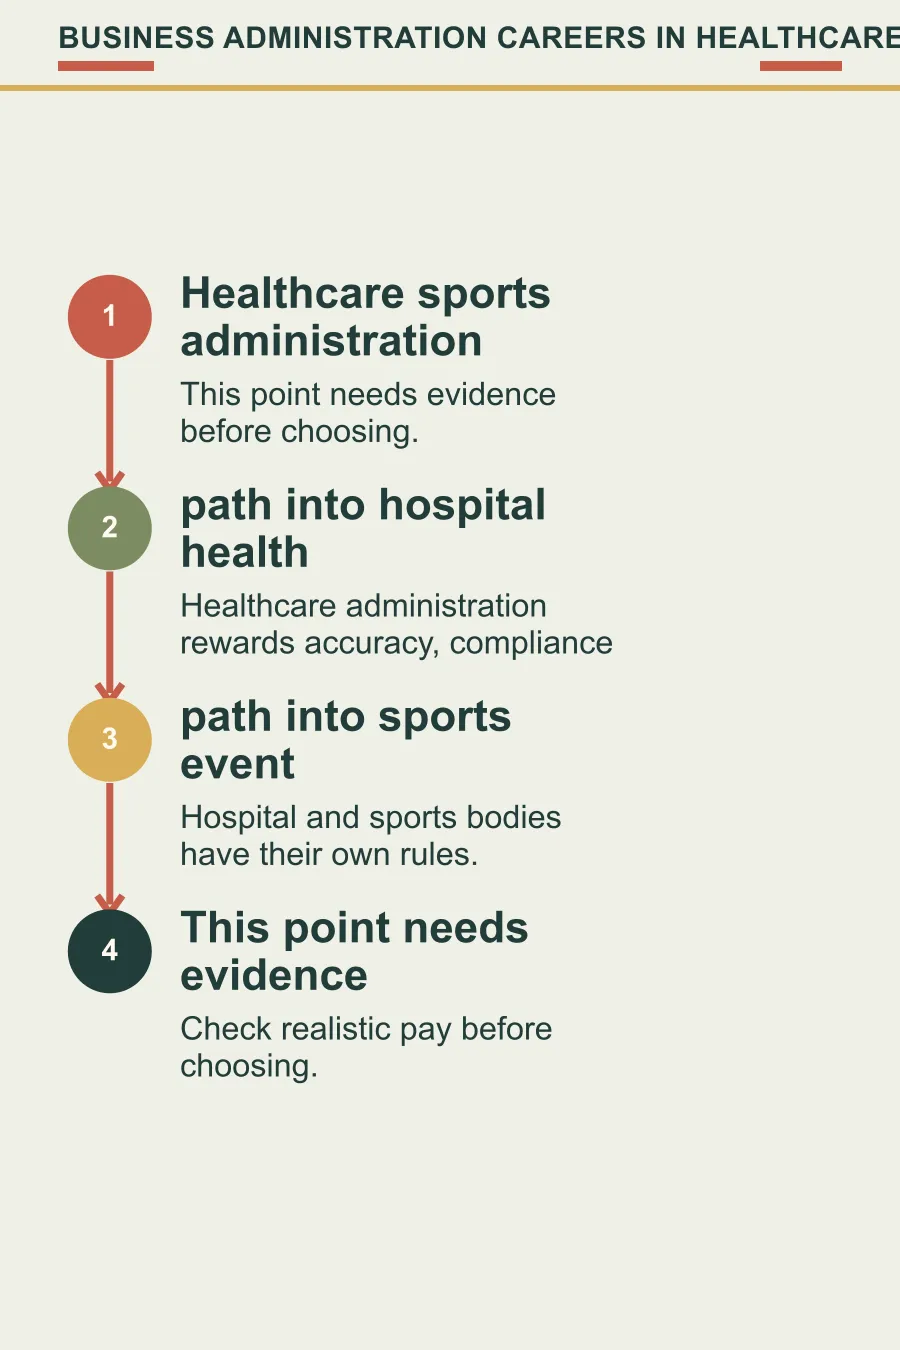 BUSINESS ADMINISTRATION CAREERS IN HEALTHCARE
1
Healthcare sports
administration
This point needs evidence
before choosing.
2
path into hospital
health
Healthcare administration
rewards accuracy, compliance
3
path into sports
event
Hospital and sports bodies
have their own rules.
4
This point needs
evidence
Check realistic pay before
choosing.